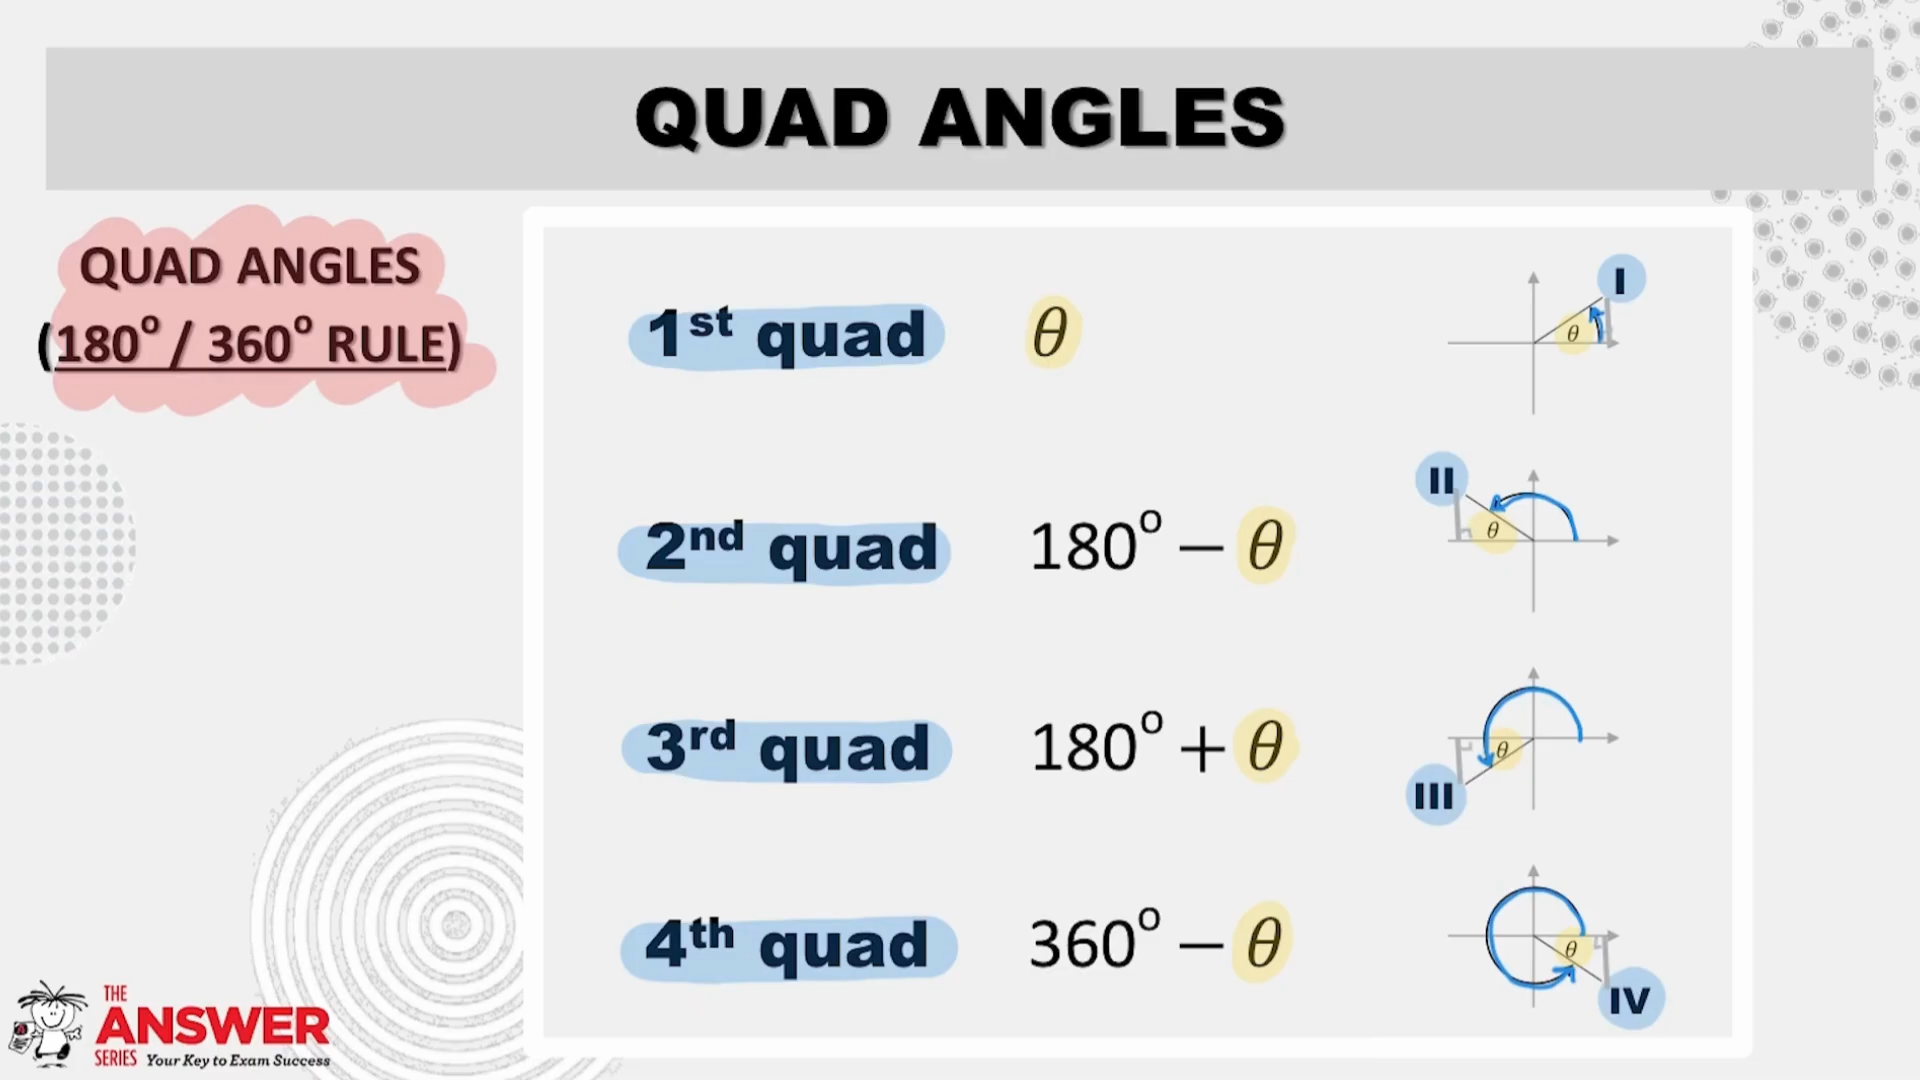 QUAD ANGLES
QUAD ANGLES
(180° / 360° RULE)
1st quad θ
I
θ
2nd quad 180° − θ
II
θ
3rd quad 180° + θ
θ
III
4th quad 360° − θ
θ
IV
THE
ANSWER
SERIES Your Key to Exam Success